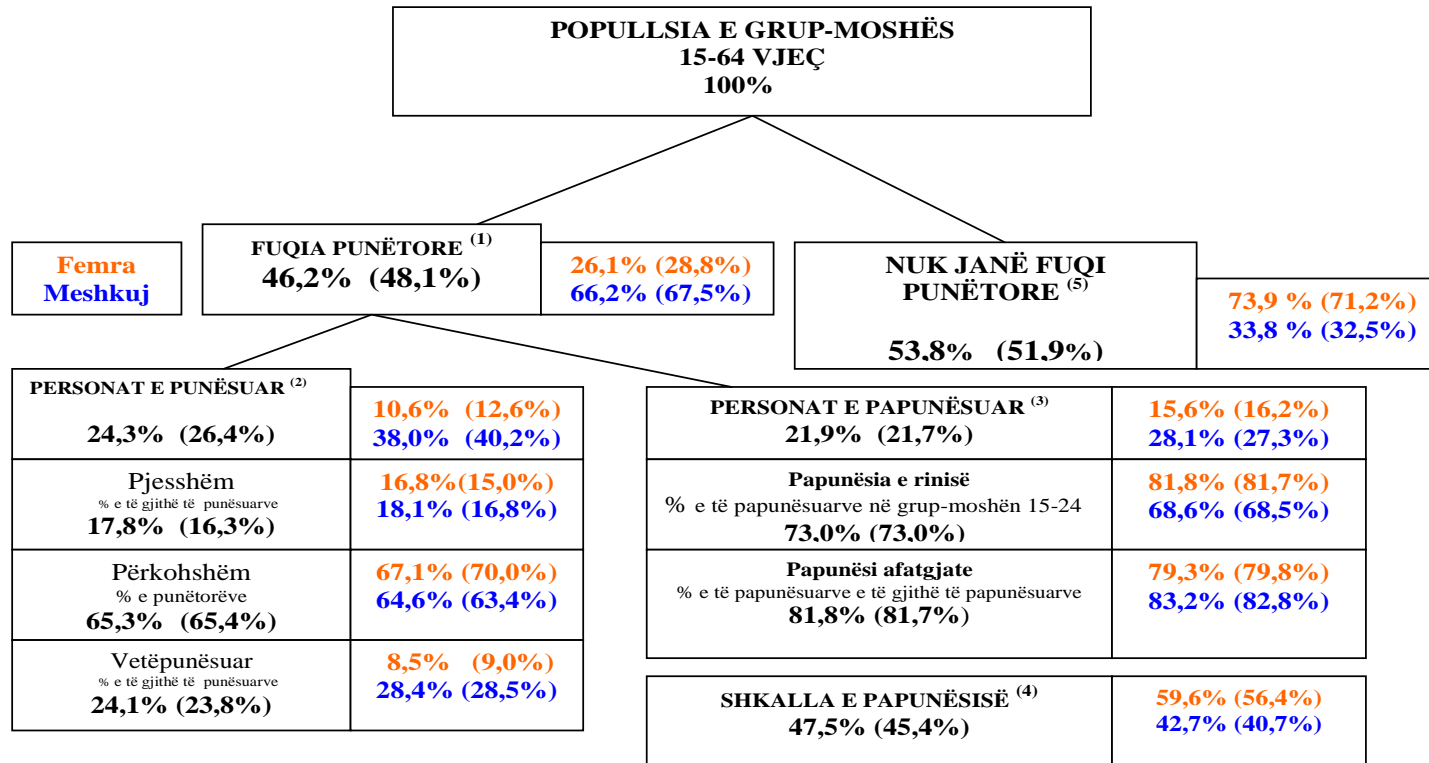 POPULLSIA E GRUP-MOSHËS
15-64 VJEÇ
100%
Femra
Meshkuj
FUQIA PUNËTORE (1)
46,2% (48,1%)
26,1% (28,8%)
66,2% (67,5%)
NUK JANË FUQI
PUNËTORE (5)
53,8% (51,9%)
73,9 % (71,2%)
33,8 % (32,5%)
PERSONAT E PUNËSUAR (2)
24,3% (26,4%)
10,6% (12,6%)
38,0% (40,2%)
Pjesshëm
% e të gjithë të punësuarve
17,8% (16,3%)
16,8%(15,0%)
18,1% (16,8%)
Përkohshëm
% e punëtorëve
65,3% (65,4%)
67,1% (70,0%)
64,6% (63,4%)
Vetëpunësuar
% e të gjithë të punësuarve
24,1% (23,8%)
8,5% (9,0%)
28,4% (28,5%)
PERSONAT E PAPUNËSUAR (3)
21,9% (21,7%)
15,6% (16,2%)
28,1% (27,3%)
Papunësia e rinisë
% e të papunësuarve në grup-moshën 15-24
73,0% (73,0%)
81,8% (81,7%)
68,6% (68,5%)
Papunësi afatgjate
% e të papunësuarve e të gjithë të papunësuarve
81,8% (81,7%)
79,3% (79,8%)
83,2% (82,8%)
SHKALLA E PAPUNËSISË (4)
47,5% (45,4%)
59,6% (56,4%)
42,7% (40,7%)